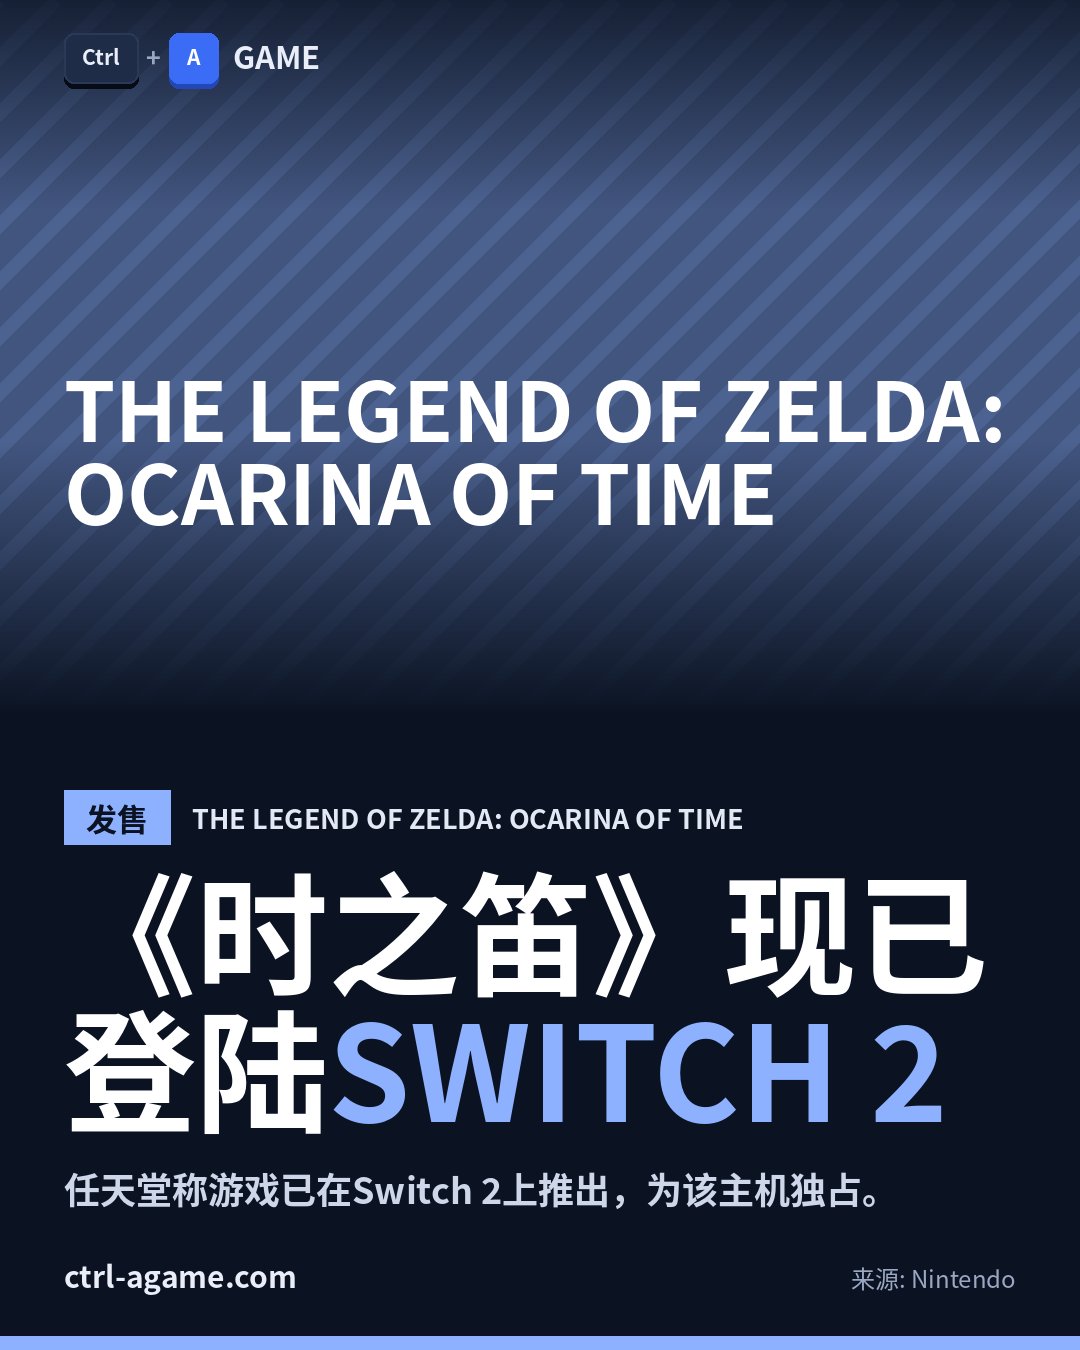 Ctrl + A GAME
THE LEGEND OF ZELDA:
OCARINA OF TIME
发售 THE LEGEND OF ZELDA: OCARINA OF TIME
《时之笛》现已
登陆SWITCH 2
任天堂称游戏已在Switch 2上推出，为该主机独占。
ctrl-agame.com
来源: Nintendo